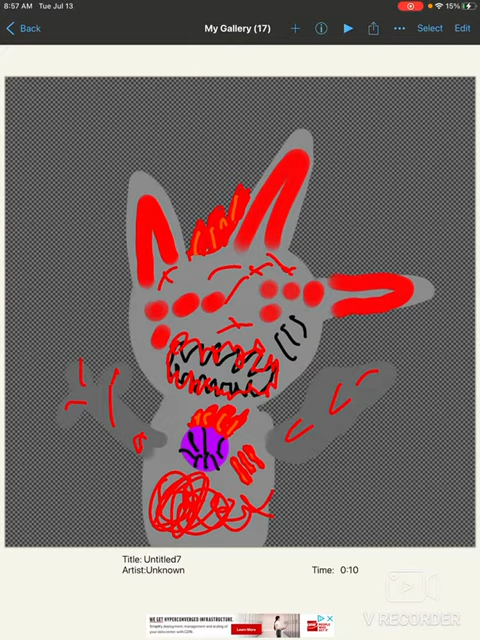 8:57 AM Tue Jul 13 15%
Back My Gallery (17) Select Edit
Title: Untitled7
Artist:Unknown Time: 0:10
GET HYPERCONVERGED INFRASTRUCTURE.
Learn More
V RECORDER